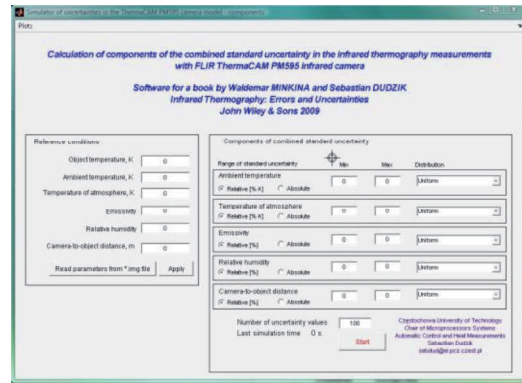 Simulator of uncertainties in the ThermaCAM PM595 camera model - components
Plots
Calculation of components of the combined standard uncertainty in the infrared thermography measurements
with FLIR ThermaCAM PM595 infrared camera
Software for a book by Waldemar MINKINA and Sebastian DUDZIK
Infrared Thermography: Errors and Uncertainties
John Wiley & Sons 2009
Reference conditions
Object temperature, K 0
Ambient temperature, K 0
Temperature of atmosphere, K 0
Emissivity 0
Relative humidity 0
Camera-to-object distance, m 0
Read parameters from *.img file Apply
Components of combined standard uncertainty
Range of standard uncertainty Min Max Distribution
Ambient temperature
Relative [% K] Absolute 0 0 Uniform
Temperature of atmosphere
Relative [% K] Absolute 0 0 Uniform
Emissivity
Relative [%] Absolute 0 0 Uniform
Relative humidity
Relative [%] Absolute 0 0 Uniform
Camera-to-object distance
Relative [%] Absolute 0 0 Uniform
Number of uncertainty values 100
Last simulation time 0 s.
Start
Częstochowa University of Technology
Chair of Microprocessors Systems
Automatic Control and Heat Measurements
Sebastian Dudzik
sebdud@el.pcz.czest.pl